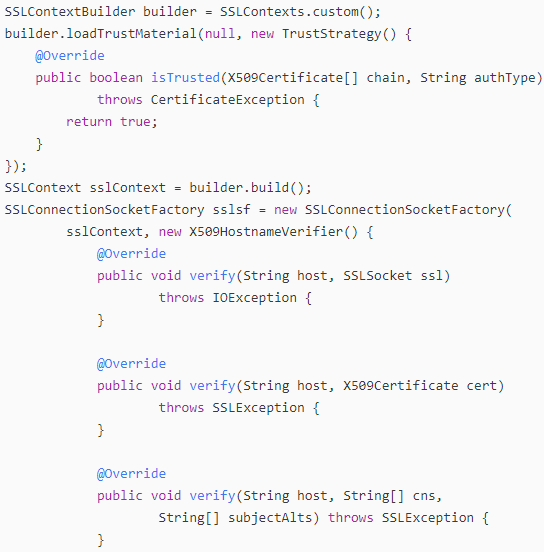 SSLContextBuilder builder = SSLContexts.custom();
builder.loadTrustMaterial(null, new TrustStrategy() {
    @Override
    public boolean isTrusted(X509Certificate[] chain, String authType)
            throws CertificateException {
        return true;
    }
});
SSLContext sslContext = builder.build();
SSLConnectionSocketFactory sslsf = new SSLConnectionSocketFactory(
        sslContext, new X509HostnameVerifier() {
            @Override
            public void verify(String host, SSLSocket ssl)
                    throws IOException {
            }

            @Override
            public void verify(String host, X509Certificate cert)
                    throws SSLException {
            }

            @Override
            public void verify(String host, String[] cns,
                    String[] subjectAlts) throws SSLException {
            }